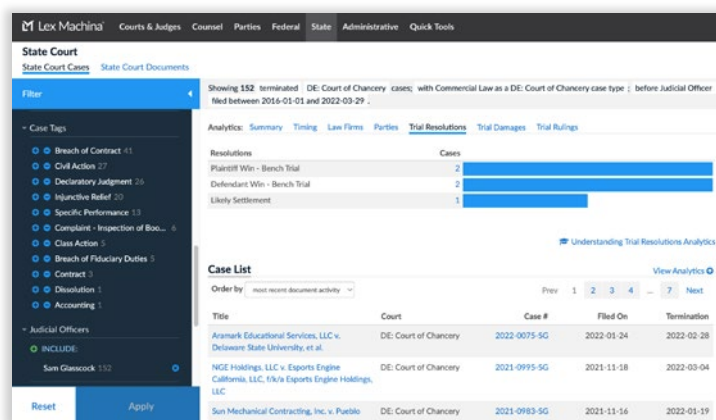 Lex Machina® Courts & Judges Counsel Parties Federal State Administrative Quick Tools
State Court
State Court Cases State Court Documents
Filter
Case Tags
Breach of Contract 41
Civil Action 27
Declaratory Judgment 26
Injunctive Relief 20
Specific Performance 13
Complaint - Inspection of Boo... 6
Class Action 5
Breach of Fiduciary Duties 5
Contract 3
Dissolution 1
Accounting 1
Judicial Officers
INCLUDE:
Sam Glasscock 152
Reset Apply
Showing 152 terminated DE: Court of Chancery cases; with Commercial Law as a DE: Court of Chancery case type ; before Judicial Officer
filed between 2016-01-01 and 2022-03-29 .
Analytics: Summary Timing Law Firms Parties Trial Resolutions Trial Damages Trial Rulings
Resolutions Cases
Plaintiff Win - Bench Trial 2
Defendant Win - Bench Trial 2
Likely Settlement 1
Understanding Trial Resolutions Analytics
Case List View Analytics
Order by most recent document activity Prev 1 2 3 4 ... 7 Next
Title Court Case # Filed On Termination
Aramark Educational Services, LLC v. DE: Court of Chancery 2022-0075-SG 2022-01-24 2022-02-28
Delaware State University, et al.
NGE Holdings, LLC v. Esports Engine DE: Court of Chancery 2021-0995-SG 2021-11-18 2022-03-04
California, LLC, f/k/a Esports Engine Holdings,
LLC
Sun Mechanical Contracting, Inc. v. Pueblo DE: Court of Chancery 2021-0983-SG 2021-11-16 2022-01-19